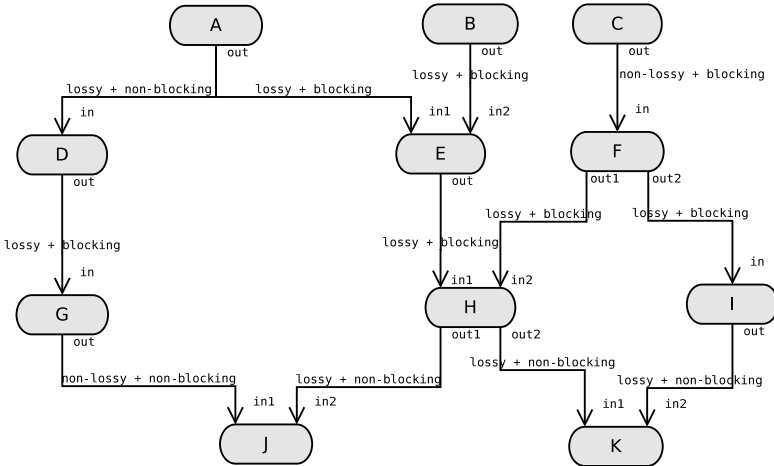 A
B
C
out
out
out
lossy + non-blocking
lossy + blocking
lossy + blocking
non-lossy + blocking
in
in1
in2
in
D
E
F
out
out
out1
out2
lossy + blocking
lossy + blocking
lossy + blocking
lossy + blocking
in
in1
in2
in
G
H
I
out
out1
out2
out
non-lossy + non-blocking
lossy + non-blocking
lossy + non-blocking
lossy + non-blocking
in1
in2
in1
in2
J
K